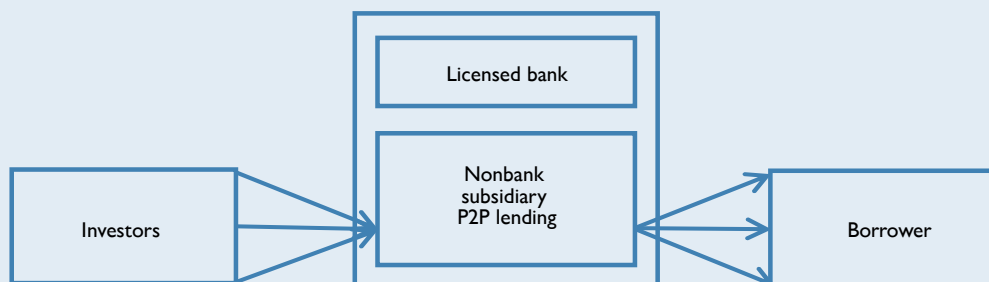 Licensed bank
Nonbank
subsidiary
P2P lending
Investors
Borrower